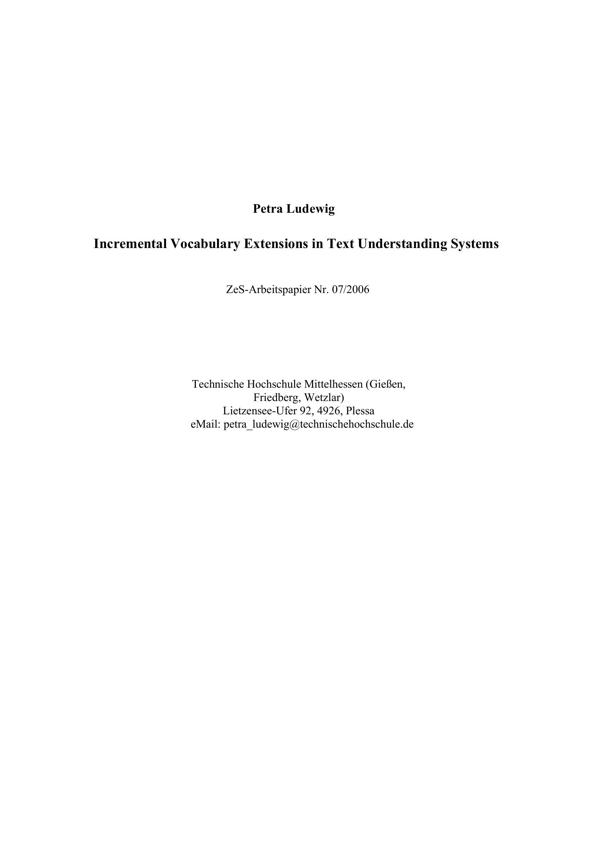 Petra Ludewig
Incremental Vocabulary Extensions in Text Understanding Systems
ZeS-Arbeitspapier Nr. 07/2006
Technische Hochschule Mittelhessen (Gießen,
Friedberg, Wetzlar)
Lietzensee-Ufer 92, 4926, Plessa
eMail: petra_ludewig@technischehochschule.de